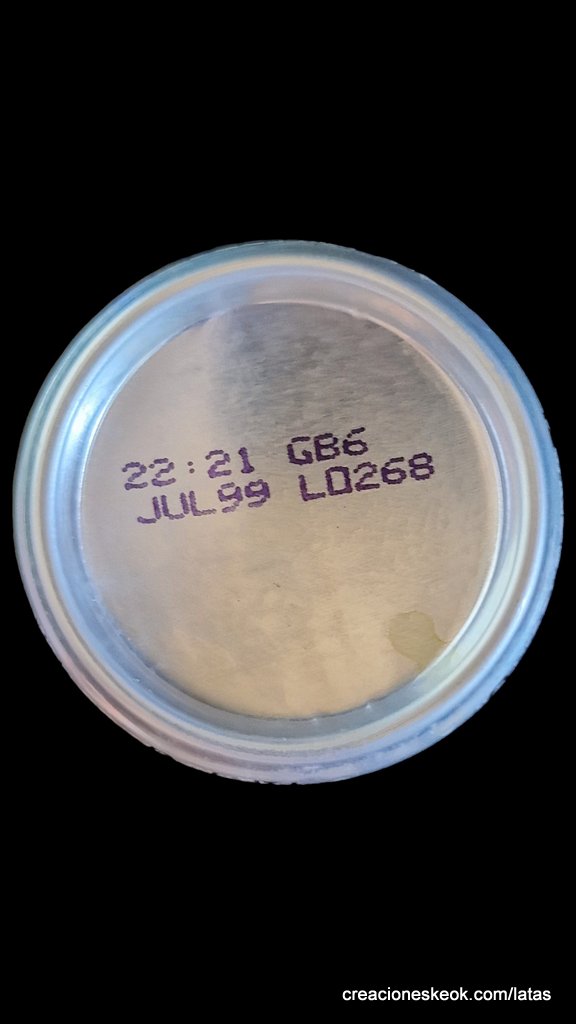 22:21 GB6
JUL99 LD268
creacioneskeok.com/latas